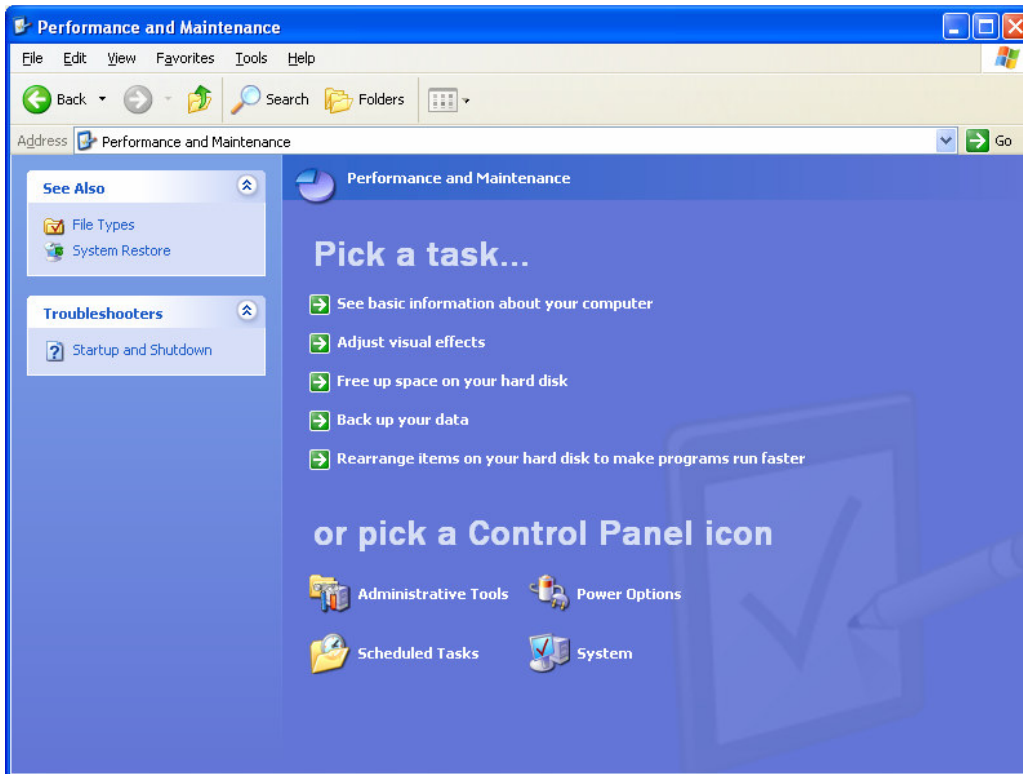 Performance and Maintenance
File Edit View Favorites Tools Help
Back Search Folders
Address Performance and Maintenance Go
See Also
File Types
System Restore
Troubleshooters
Startup and Shutdown
Performance and Maintenance
Pick a task...
See basic information about your computer
Adjust visual effects
Free up space on your hard disk
Back up your data
Rearrange items on your hard disk to make programs run faster
or pick a Control Panel icon
Administrative Tools Power Options
Scheduled Tasks System